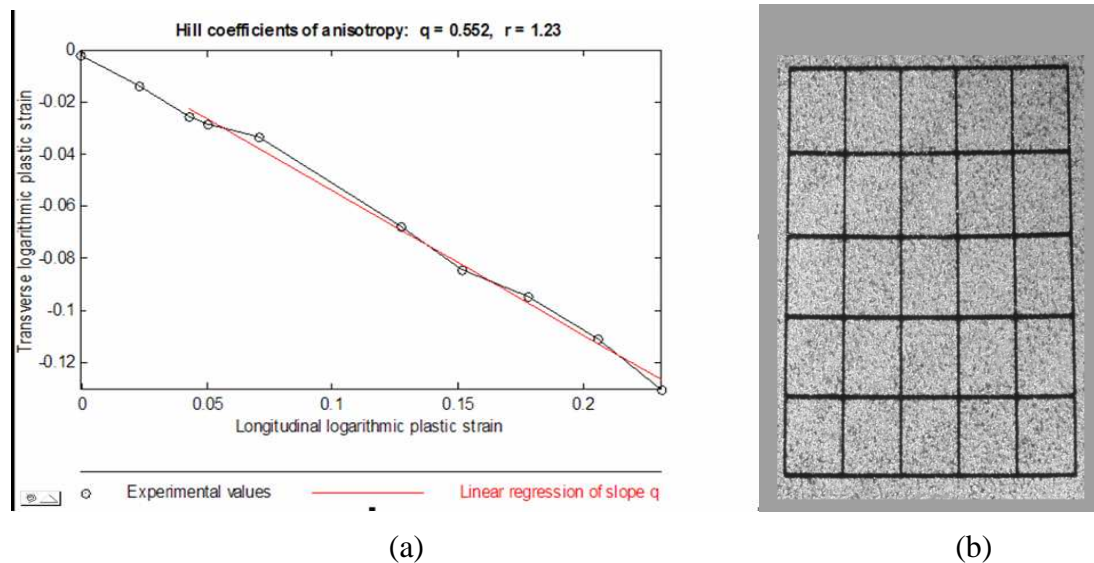 Hill coefficients of anisotropy: q = 0.552, r = 1.23
Transverse logarithmic plastic strain
0
-0.02
-0.04
-0.06
-0.08
-0.1
-0.12
0 0.05 0.1 0.15 0.2
Longitudinal logarithmic plastic strain
Experimental values Linear regression of slope q
(a) (b)